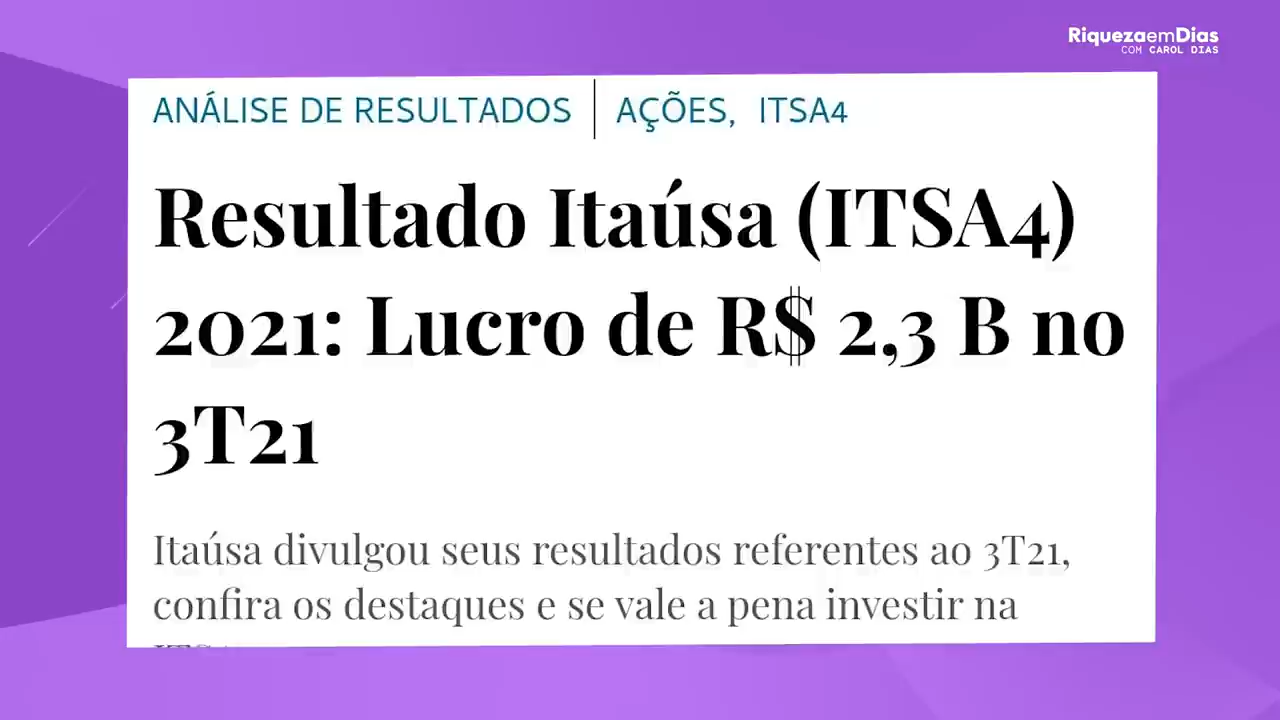 RiquezaemDias
COM CAROL DIAS
ANÁLISE DE RESULTADOS | AÇÕES, ITSA4
Resultado Itaúsa (ITSA4)
2021: Lucro de R$ 2,3 B no
3T21
Itaúsa divulgou seus resultados referentes ao 3T21,
confira os destaques e se vale a pena investir na